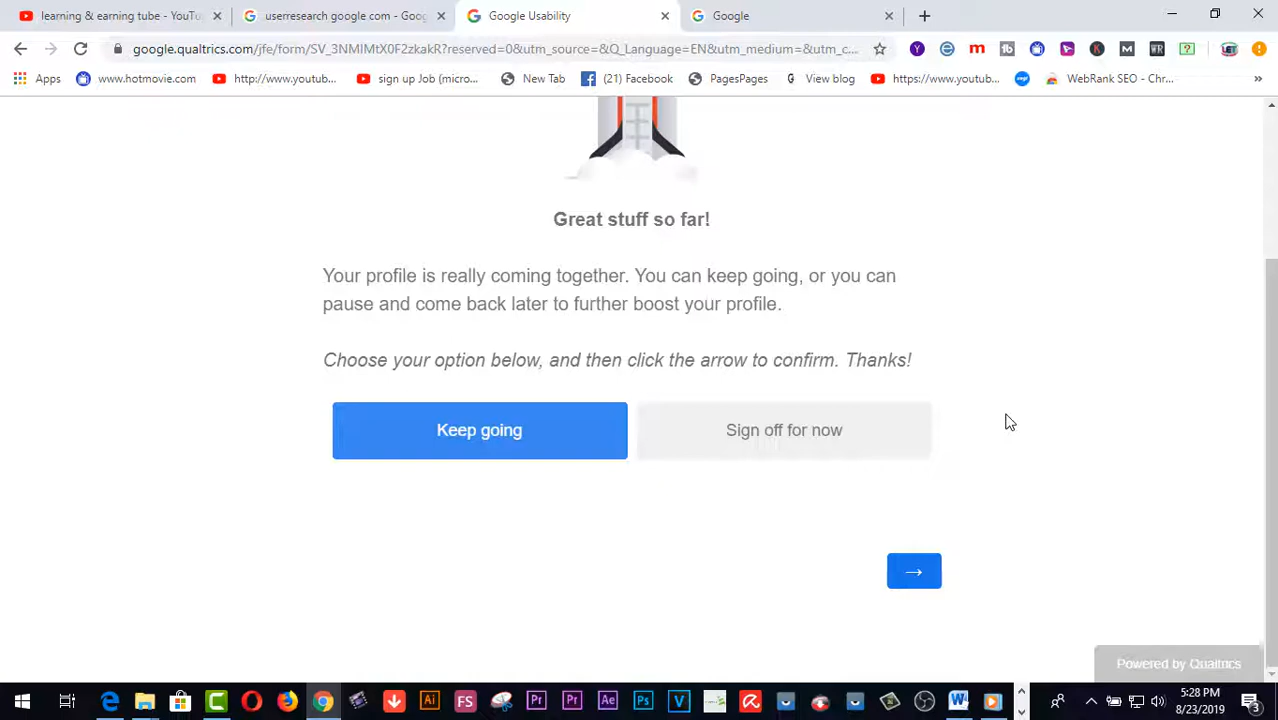 learning & earning tube - YouTu
userresearch google com - Goog
Google Usability
Google
google.qualtrics.com/jfe/form/SV_3NMIMtX0F2zkakR?reserved=0&utm_source=&Q_Language=EN&utm_medium=&utm_c...
Apps
www.hotmovie.com
http://www.youtub...
sign up Job (micro...
New Tab
(21) Facebook
PagesPages
View blog
https://www.youtub...
WebRank SEO - Chr...
Great stuff so far!
Your profile is really coming together. You can keep going, or you can
pause and come back later to further boost your profile.
Choose your option below, and then click the arrow to confirm. Thanks!
Keep going
Sign off for now
→
Powered by Qualtrics
5:28 PM
8/23/2019